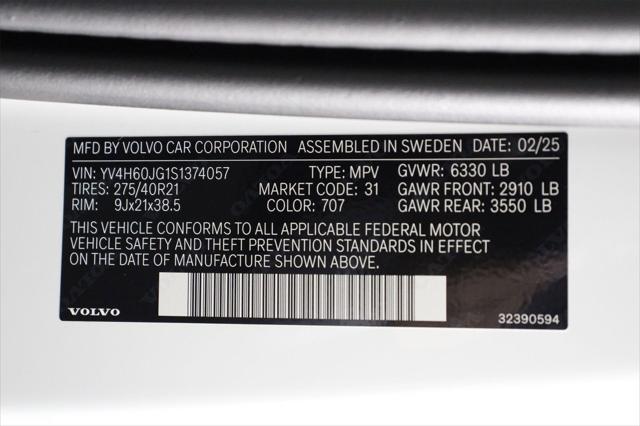 MFD BY VOLVO CAR CORPORATION ASSEMBLED IN SWEDEN DATE: 02/25
VIN: YV4H60JG1S1374057 TYPE: MPV GVWR: 6330 LB
TIRES: 275/40R21 MARKET CODE: 31 GAWR FRONT: 2910 LB
RIM: 9Jx21x38.5 COLOR: 707 GAWR REAR: 3550 LB
THIS VEHICLE CONFORMS TO ALL APPLICABLE FEDERAL MOTOR
VEHICLE SAFETY AND THEFT PREVENTION STANDARDS IN EFFECT
ON THE DATE OF MANUFACTURE SHOWN ABOVE.
VOLVO 32390594